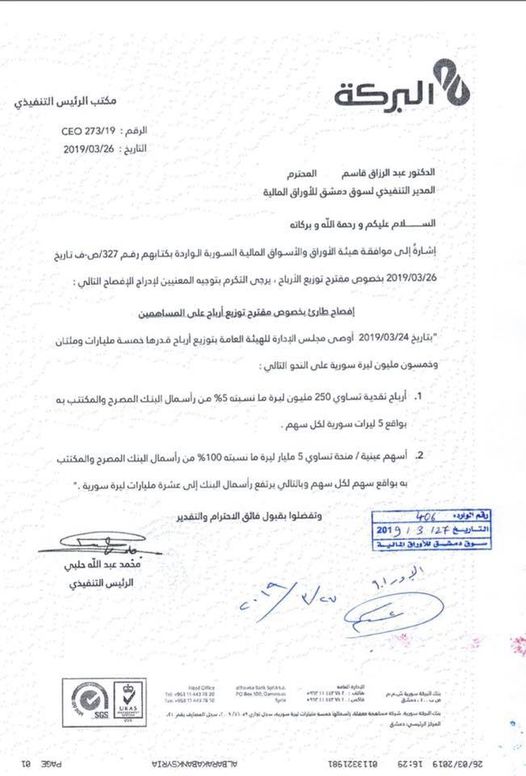 البركة
مكتب الرئيس التنفيذي
الرقم : CEO 273/19
التاريخ : 2019/03/26
الدكتور عبد الرزاق قاسم المحترم
المدير التنفيذي لسوق دمشق للأوراق المالية
الســـــلام عليكم و رحمة الله و بركاته
إشارةً إلى موافقة هيئة الأوراق والأسواق المالية السورية الواردة بكتابهم رقم 327/ص-ف تاريخ
2019/03/26 بخصوص مقترح توزيع الأرباح ، يرجى التكرم بتوجيه المعنيين لإدراج الإفصاح التالي :
إفصاح طارئ بخصوص مقترح توزيع أرباح على المساهمين
"بتاريخ 2019/03/24 أوصى مجلس الإدارة للهيئة العامة بتوزيع أرباح قدرها خمسة مليارات ومئتان
وخمسون مليون ليرة سورية على النحو التالي :
1. أرباح نقدية تساوي 250 مليون ليرة ما نسبته 5% من رأسمال البنك المصرح والمكتتب به
بواقع 5 ليرات سورية لكل سهم .
2. أسهم عينية / منحة تساوي 5 مليار ليرة ما نسبته 100% من رأسمال البنك المصرح والمكتتب
به بواقع سهم لكل سهم وبالتالي يرتفع رأسمال البنك إلى عشرة مليارات ليرة سورية . "
وتفضلوا بقبول فائق الاحترام والتقدير
رقم الوارد 406
التاريخ 27 / 3 / 2019
سوق دمشق للأوراق المالية
محمد عبد الله حلبي
الرئيس التنفيذي
٢٠١٩/٣/٢٧
SGS
UKAS
Head Office
Tel: +963 11 443 78 20
Fax: +963 11 443 78 10
albaraka Bank Syria s.a.
PO Box 100, Damascus
Syria
الإدارة العامة
بنك البركة سورية ش.م.م
ص.ب ١٠٠ دمشق
المركز الرئيسي: دمشق
26/03/2019 16:29 0113321981 ALBARAKABANKSYRIA PAGE 01